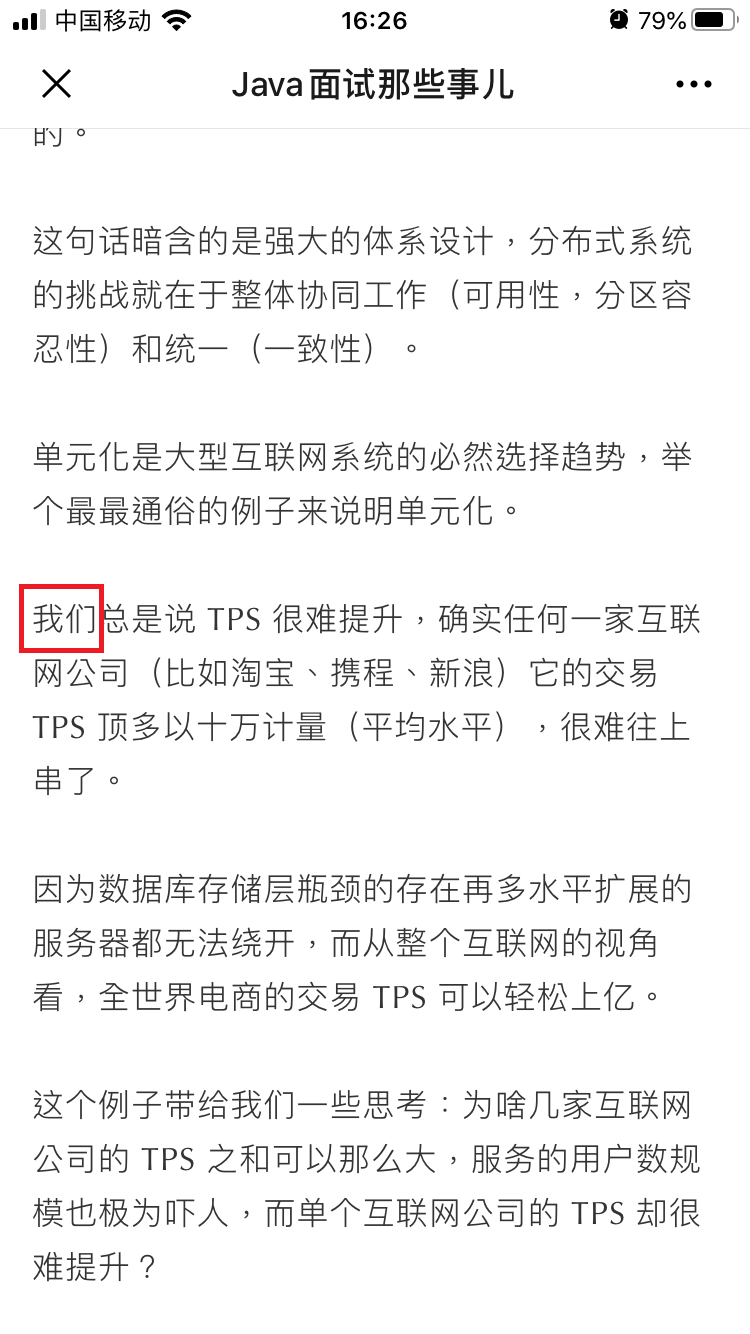 中国移动
16:26
79%
Java面试那些事儿
的。
这句话暗含的是强大的体系设计，分布式系统
的挑战就在于整体协同工作（可用性，分区容
忍性）和统一（一致性）。
单元化是大型互联网系统的必然选择趋势，举
个最最通俗的例子来说明单元化。
我们总是说 TPS 很难提升，确实任何一家互联
网公司（比如淘宝、携程、新浪）它的交易
TPS 顶多以十万计量（平均水平），很难往上
串了。
因为数据库存储层瓶颈的存在再多水平扩展的
服务器都无法绕开，而从整个互联网的视角
看，全世界电商的交易 TPS 可以轻松上亿。
这个例子带给我们一些思考：为啥几家互联网
公司的 TPS 之和可以那么大，服务的用户数规
模也极为吓人，而单个互联网公司的 TPS 却很
难提升？